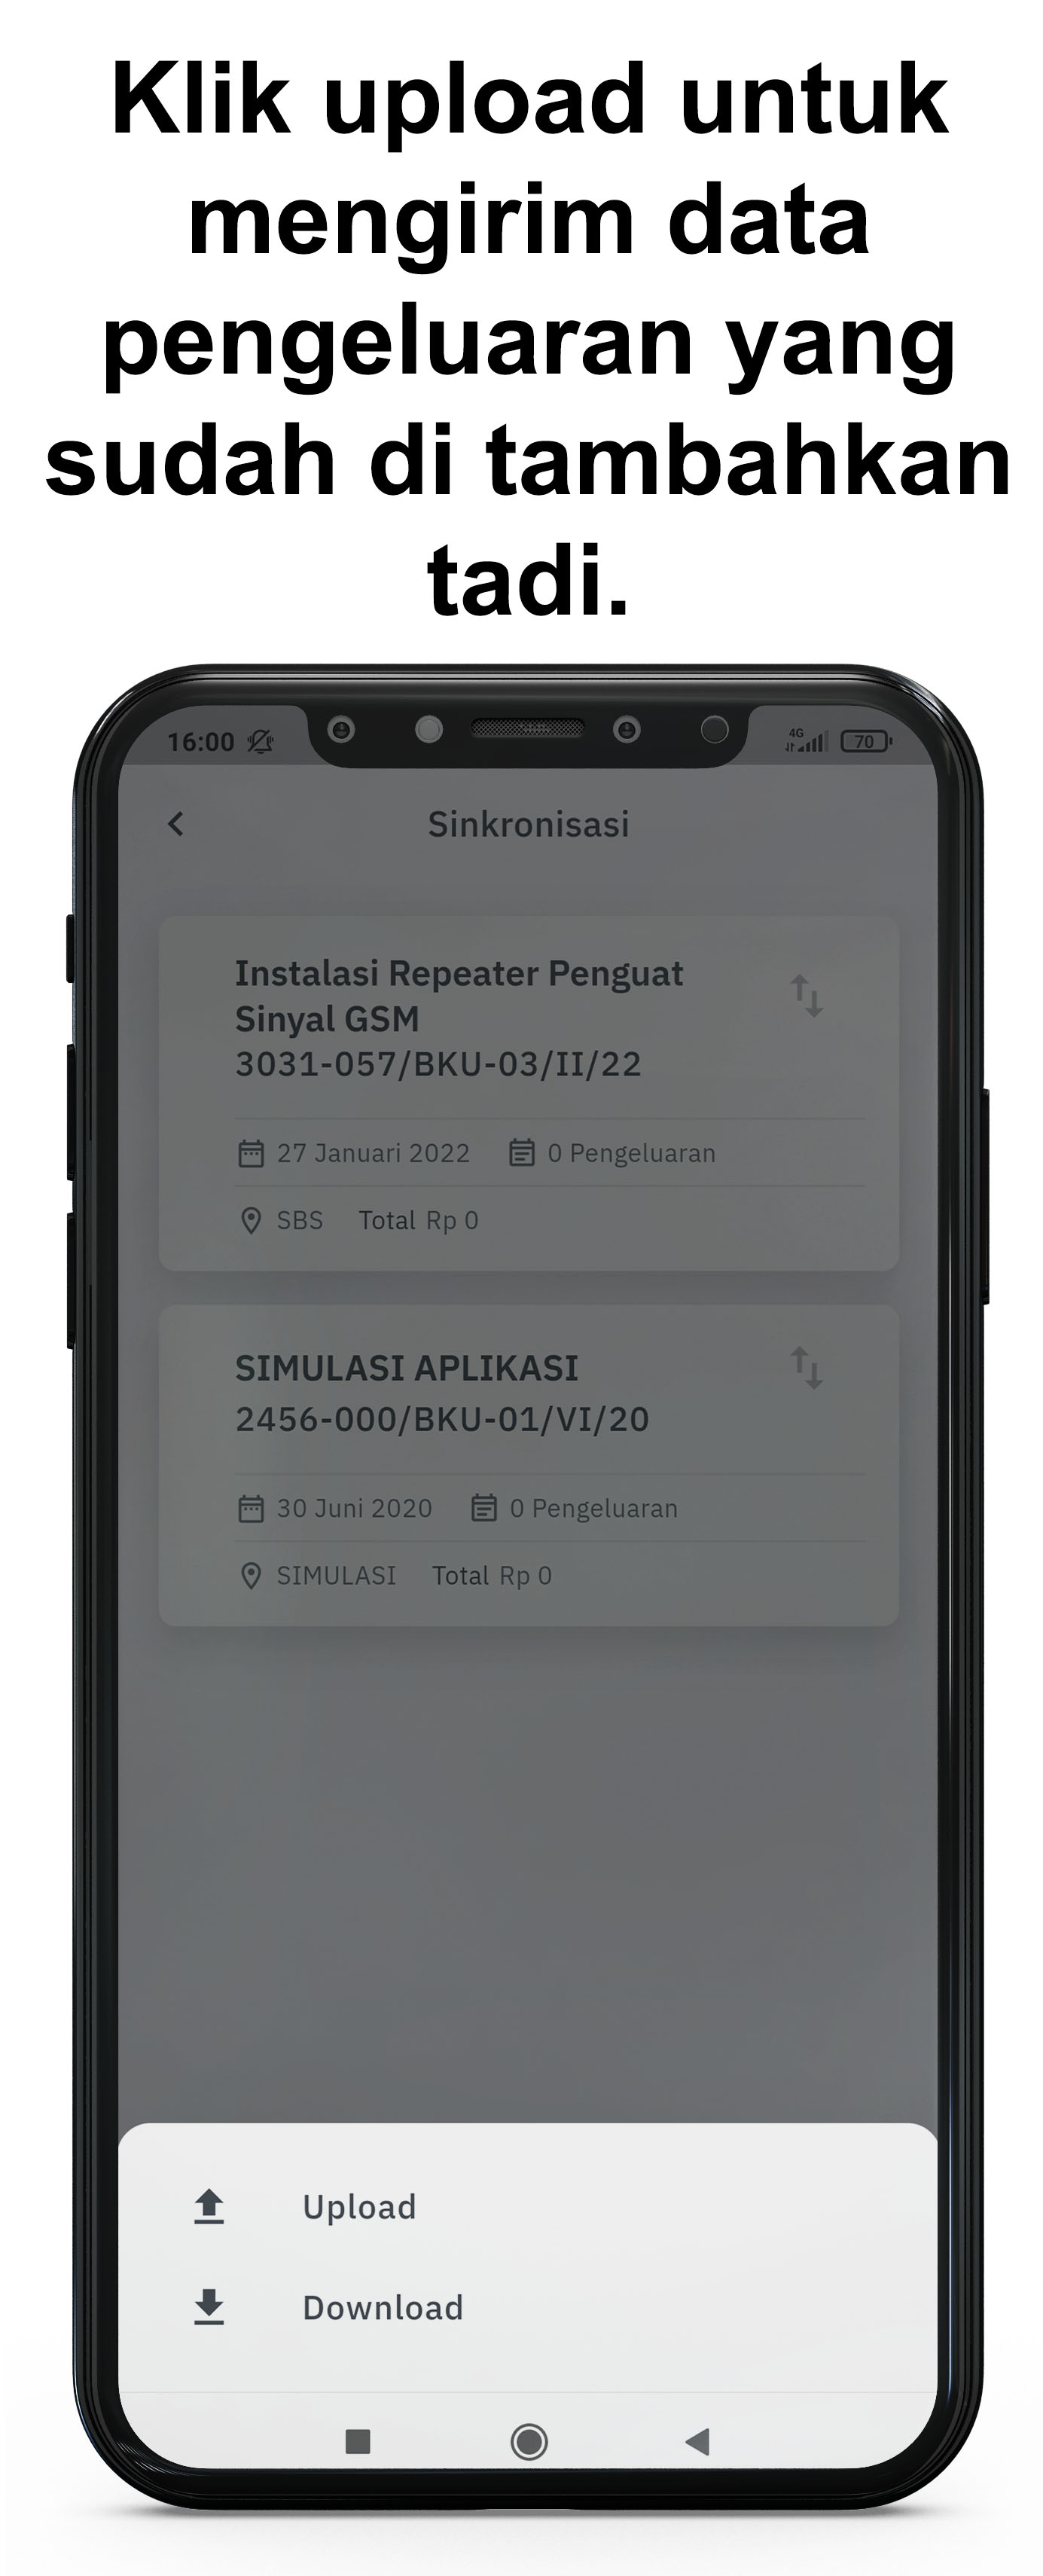 Klik upload untuk
mengirim data
pengeluaran yang
sudah di tambahkan
tadi.
16:00 4G 70
Sinkronisasi
Instalasi Repeater Penguat
Sinyal GSM
3031-057/BKU-03/II/22
27 Januari 2022 0 Pengeluaran
SBS Total Rp 0
SIMULASI APLIKASI
2456-000/BKU-01/VI/20
30 Juni 2020 0 Pengeluaran
SIMULASI Total Rp 0
Upload
Download